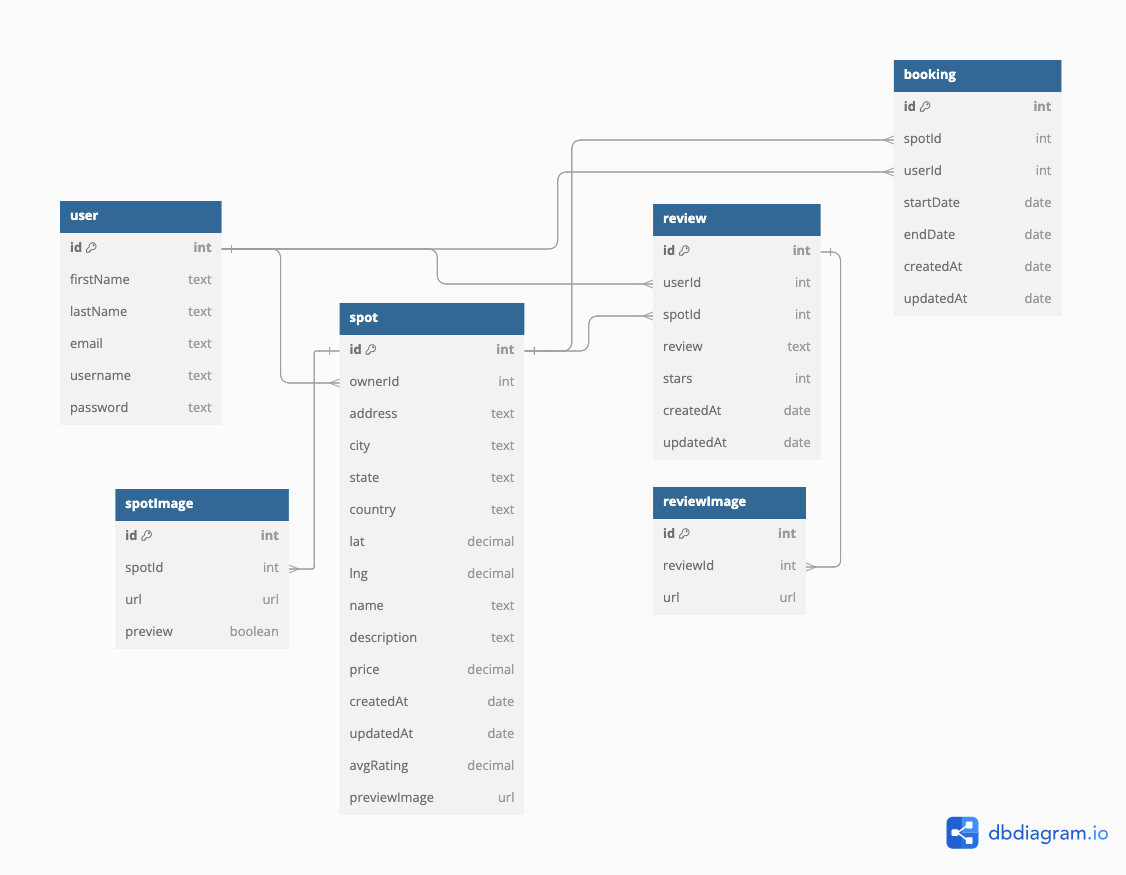 booking
id int
spotId int
userId int
startDate date
endDate date
createdAt date
updatedAt date
user
id int
firstName text
lastName text
email text
username text
password text
review
id int
userId int
spotId int
review text
stars int
createdAt date
updatedAt date
spot
id int
ownerId int
address text
city text
state text
country text
lat decimal
lng decimal
name text
description text
price decimal
createdAt date
updatedAt date
avgRating decimal
previewImage url
spotImage
id int
spotId int
url url
preview boolean
reviewImage
id int
reviewId int
url url
dbdiagram.io